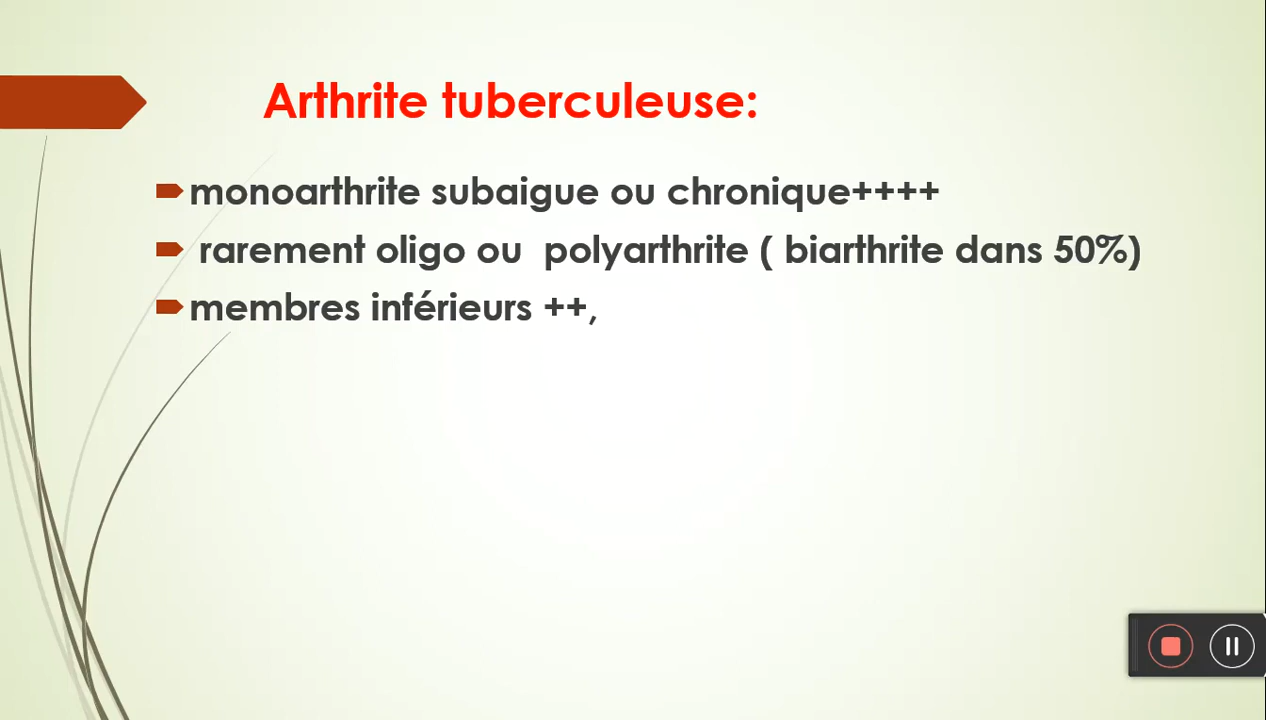 Arthrite tuberculeuse:
monoarthrite subaigue ou chronique++++
rarement oligo ou polyarthrite ( biarthrite dans 50%)
membres inférieurs ++,